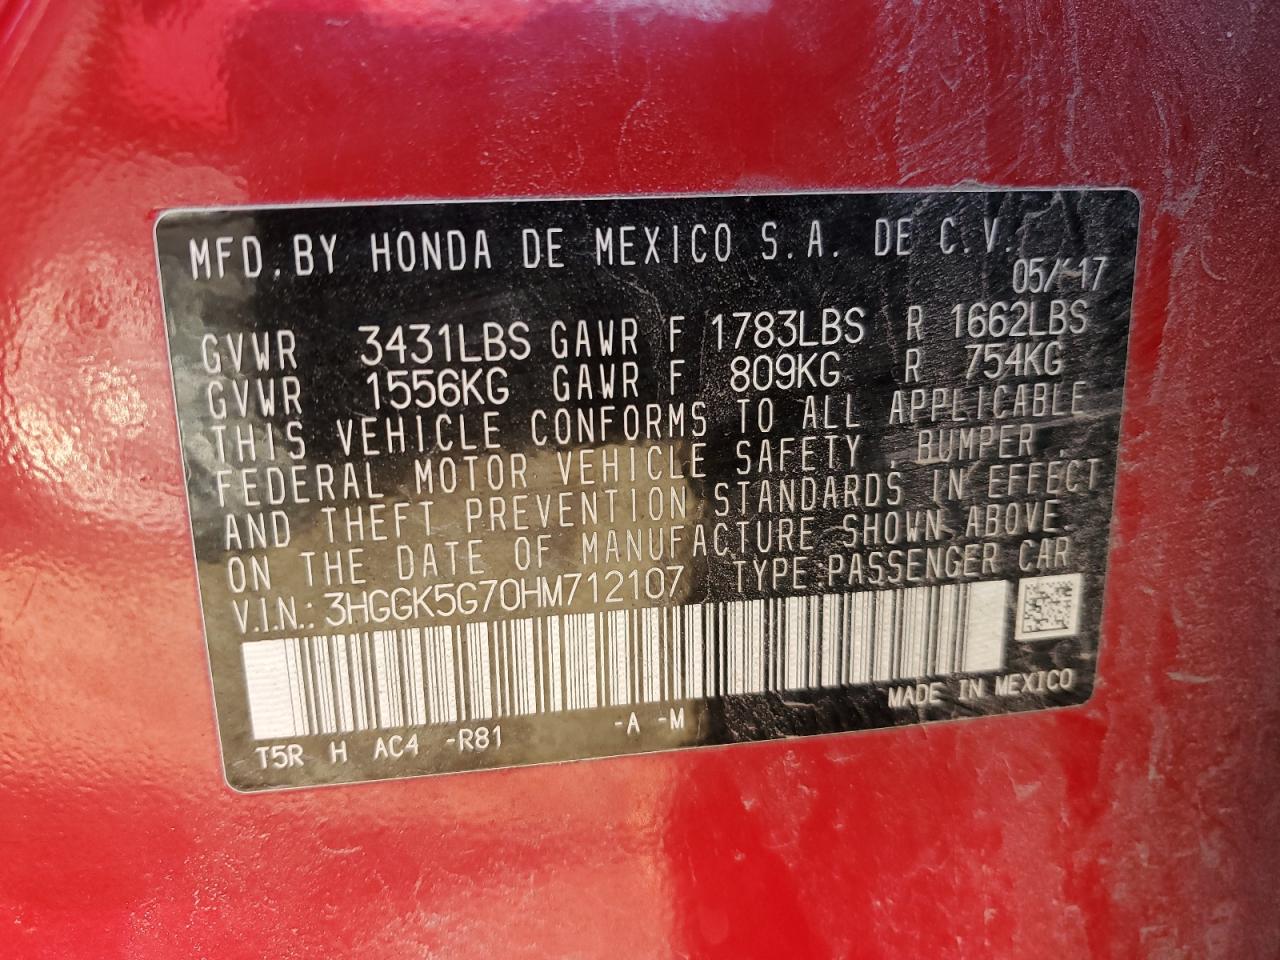 MFD. BY HONDA DE MEXICO S.A. DE C.V.
05/17
GVWR 3431LBS GAWR F 1783LBS R 1662LBS
GVWR 1556KG GAWR F 809KG R 754KG
THIS VEHICLE CONFORMS TO ALL APPLICABLE
FEDERAL MOTOR VEHICLE SAFETY, BUMPER,
AND THEFT PREVENTION STANDARDS IN EFFECT
ON THE DATE OF MANUFACTURE SHOWN ABOVE.
V.I.N.: 3HGGK5G70HM712107 TYPE:PASSENGER CAR
MADE IN MEXICO
T5R H AC4 -R81 -A -M